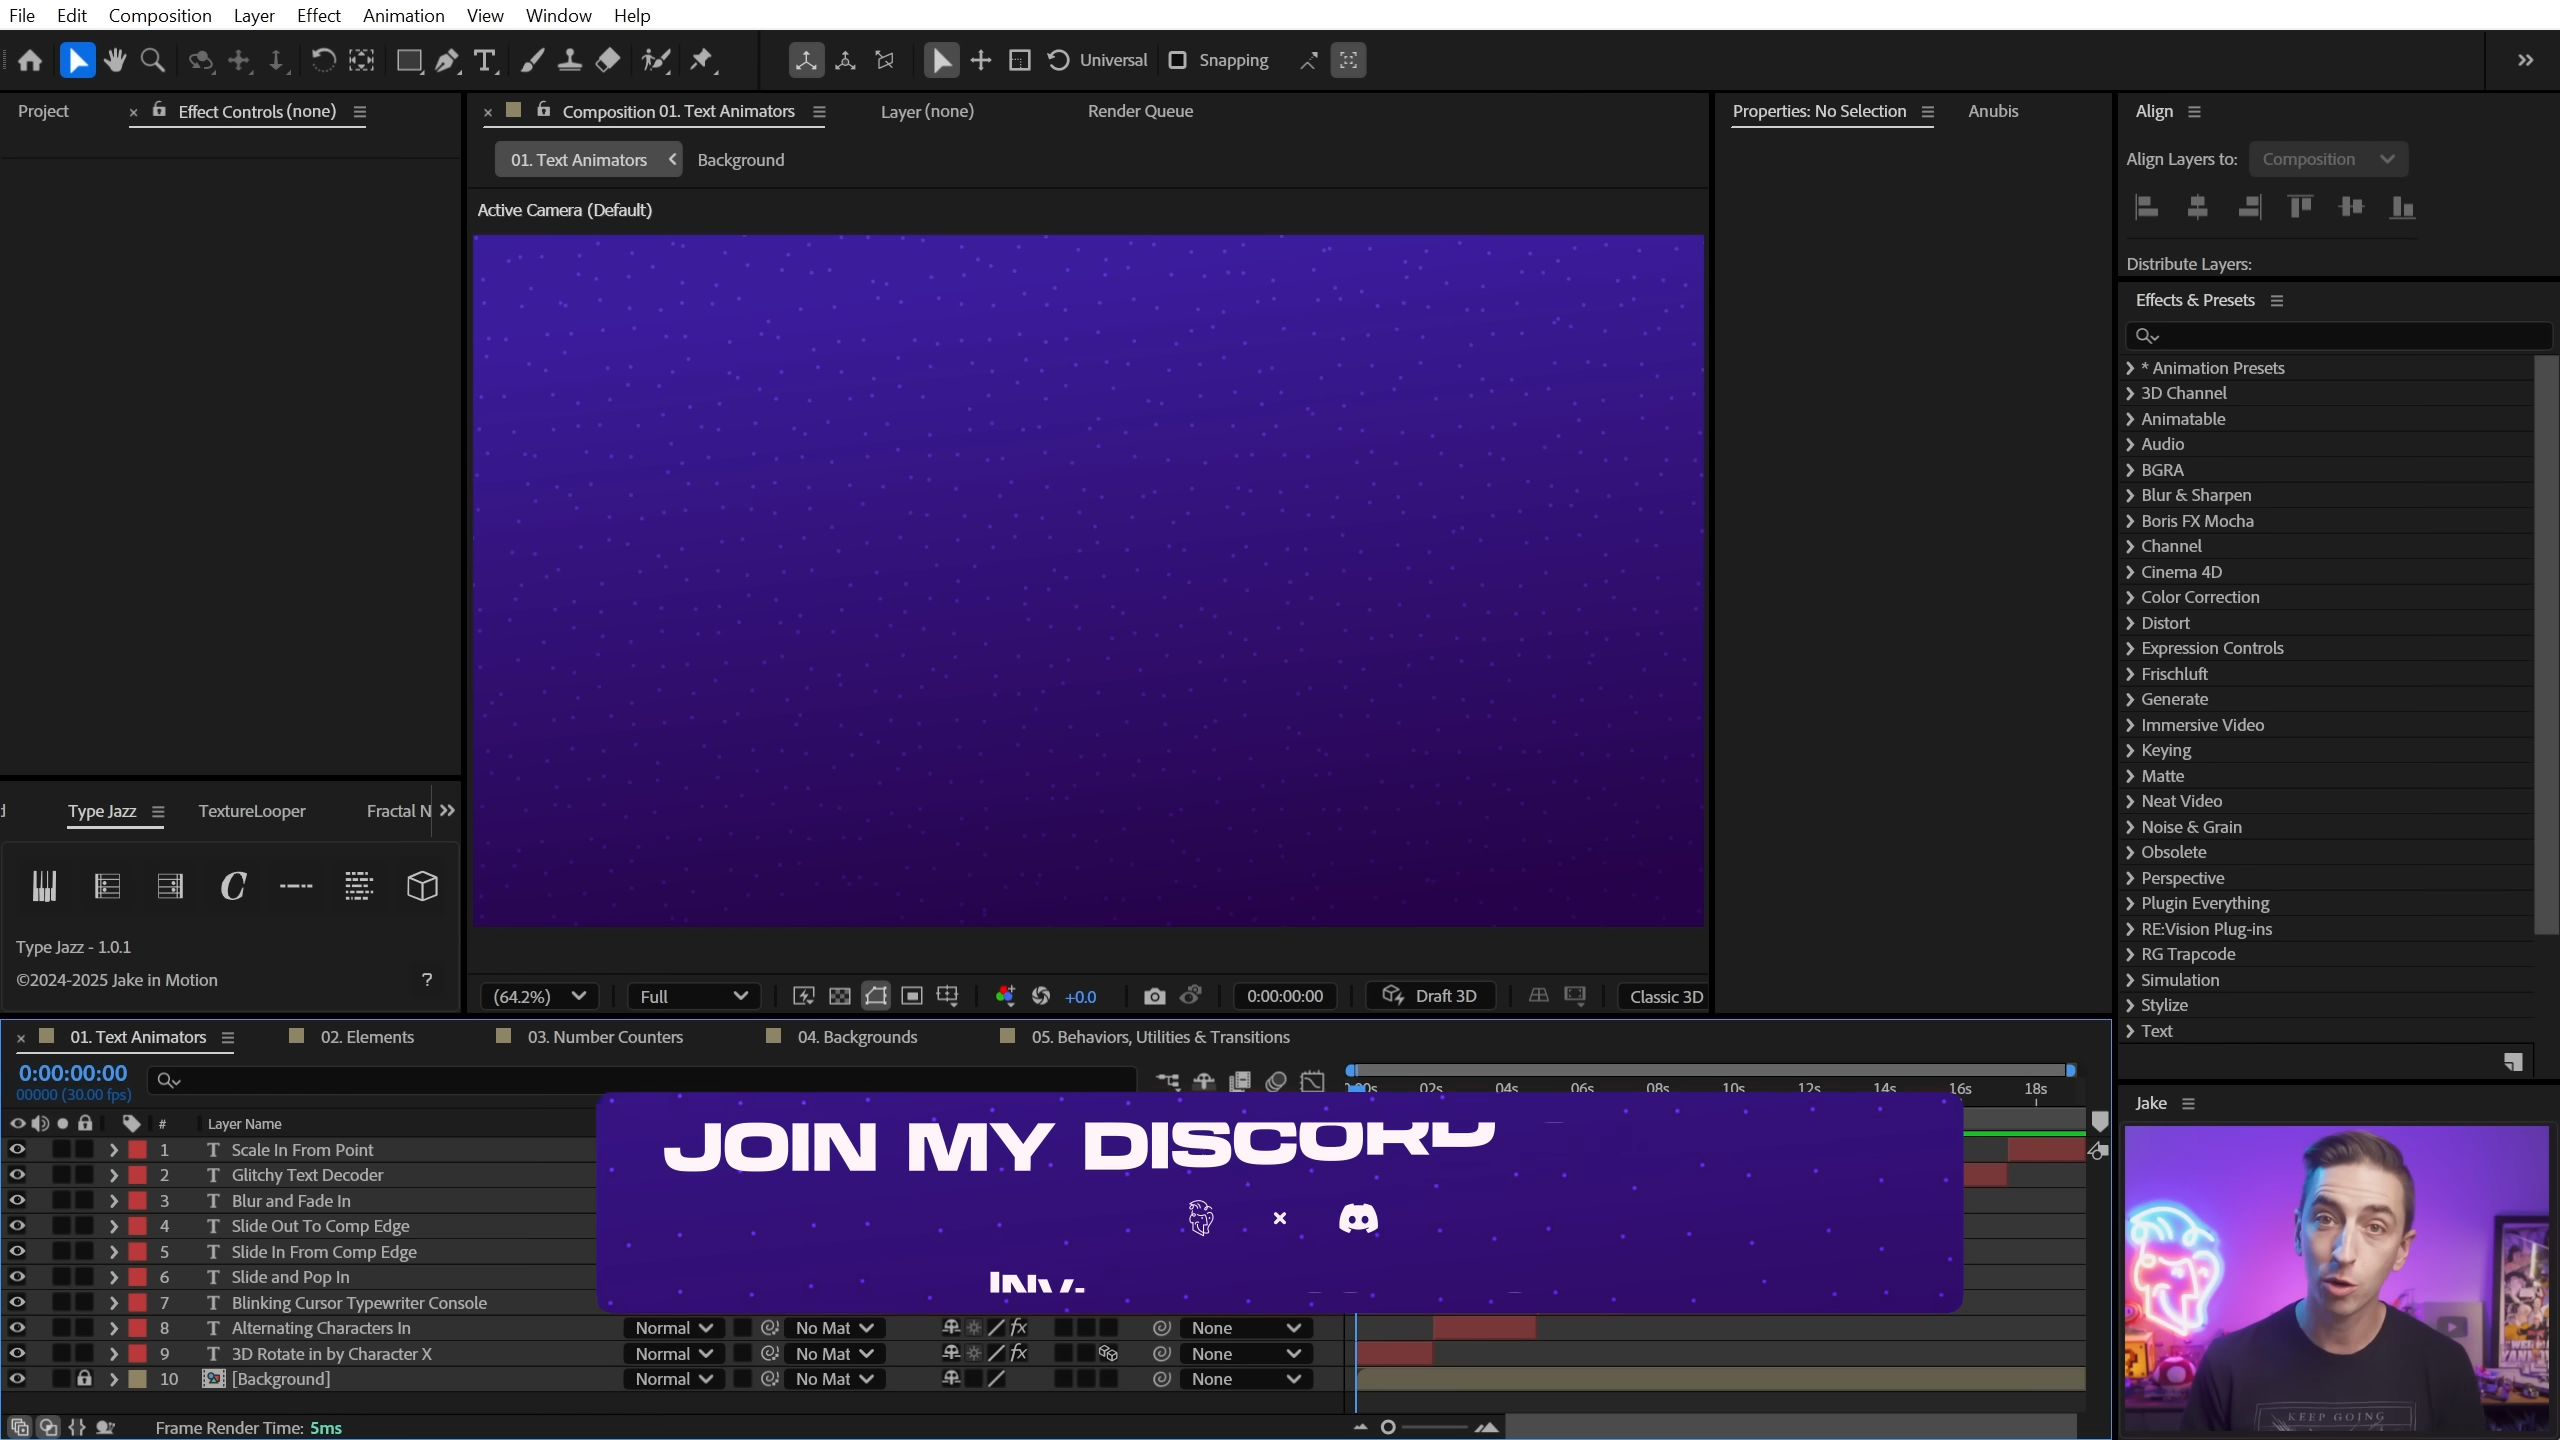 File Edit Composition Layer Effect Animation View Window Help
Universal Snapping
Project
Effect Controls (none)
Composition 01. Text Animators
Layer (none)
Render Queue
Properties: No Selection
Anubis
Align
01. Text Animators
Background
Align Layers to: Composition
Active Camera (Default)
Distribute Layers:
Effects & Presets
* Animation Presets
3D Channel
Animatable
Audio
BGRA
Blur & Sharpen
Boris FX Mocha
Channel
Cinema 4D
Color Correction
Distort
Expression Controls
Frischluft
Generate
Immersive Video
Keying
Matte
Neat Video
Noise & Grain
Obsolete
Perspective
Plugin Everything
RE:Vision Plug-ins
RG Trapcode
Simulation
Stylize
Text
Type Jazz
TextureLooper
Fractal N
Type Jazz - 1.0.1
©2024-2025 Jake in Motion
?
(64.2%) Full +0.0 0:00:00:00 Draft 3D Classic 3D
01. Text Animators
02. Elements
03. Number Counters
04. Backgrounds
05. Behaviors, Utilities & Transitions
0:00:00:00
00000 (30.00 fps)
02s 04s 06s 08s 10s 12s 14s 16s 18s
# Layer Name
1 T Scale In From Point
2 T Glitchy Text Decoder
3 T Blur and Fade In
4 T Slide Out To Comp Edge
5 T Slide In From Comp Edge
6 T Slide and Pop In
7 T Blinking Cursor Typewriter Console
8 T Alternating Characters In Normal No Mat fx None
9 T 3D Rotate in by Character X Normal No Mat fx None
10 [Background] Normal No Mat None
JOIN MY DISCORD
Frame Render Time: 5ms
Jake
KEEP GOING